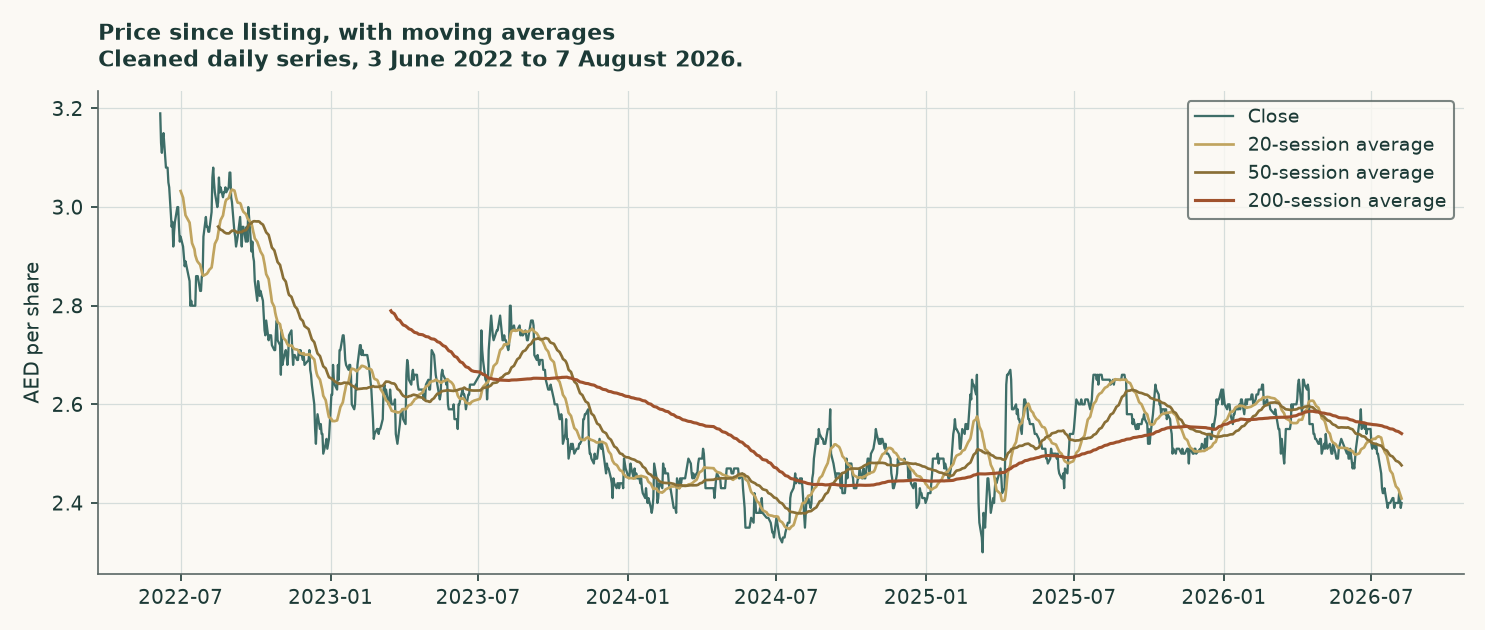 Price since listing, with moving averages
Cleaned daily series, 3 June 2022 to 7 August 2026.
AED per share
3.2
3.0
2.8
2.6
2.4
Close
20-session average
50-session average
200-session average
2022-07
2023-01
2023-07
2024-01
2024-07
2025-01
2025-07
2026-01
2026-07